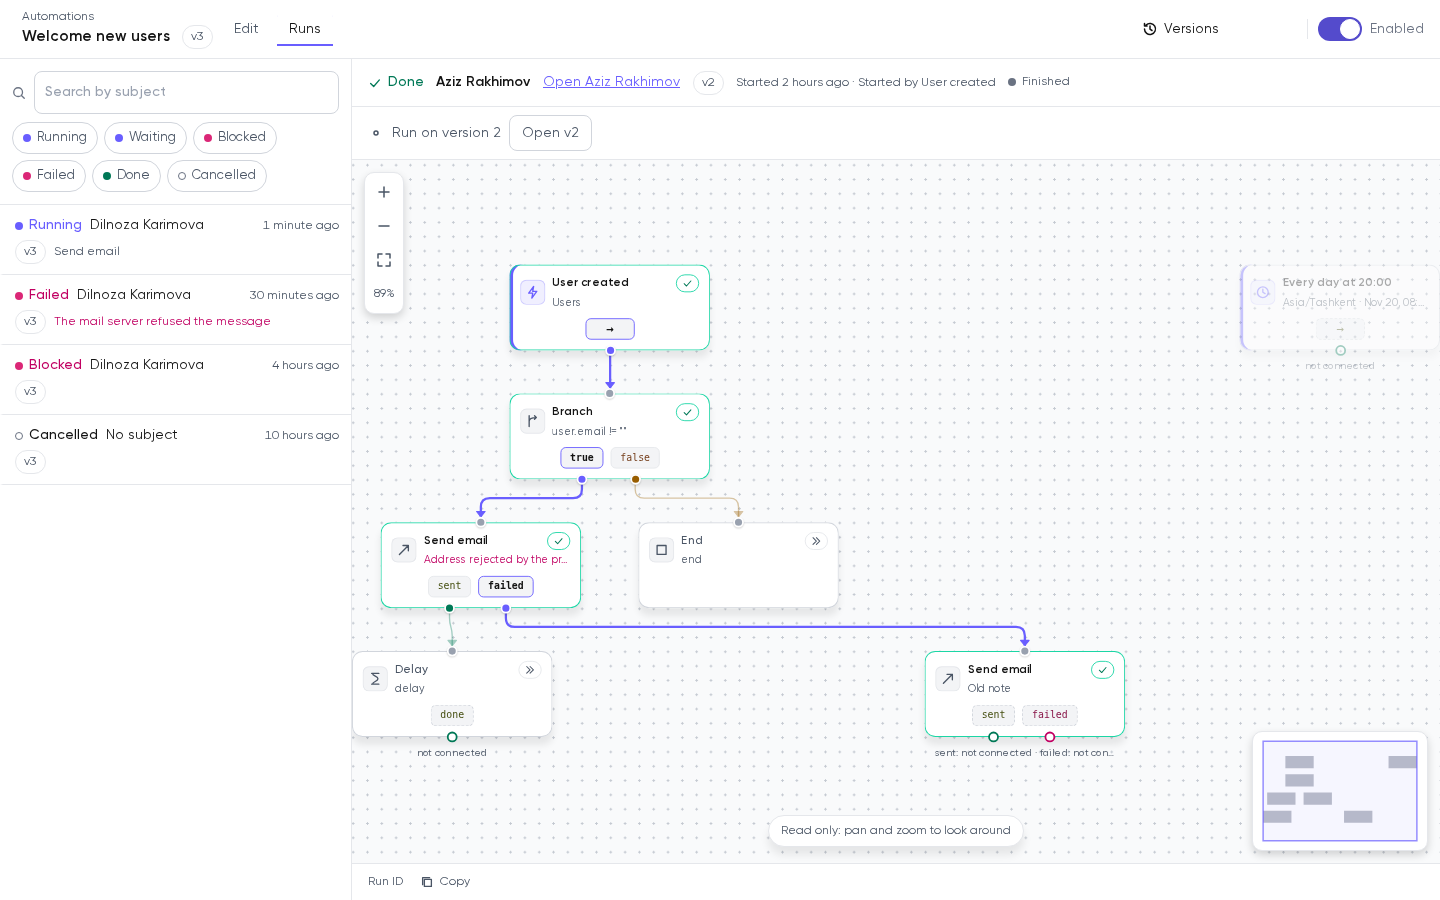 Automations
Welcome new users
v3
Edit
Runs
Versions
Enabled
Search by subject
Running
Waiting
Blocked
Failed
Done
Cancelled
Running Dilnoza Karimova 1 minute ago
v3 Send email
Failed Dilnoza Karimova 30 minutes ago
v3 The mail server refused the message
Blocked Dilnoza Karimova 4 hours ago
v3
Cancelled No subject 10 hours ago
v3
Done Aziz Rakhimov Open Aziz Rakhimov v2 Started 2 hours ago · Started by User created Finished
Run on version 2 Open v2
89%
User created
Users
→
Every day at 20:00
Asia/Tashkent · Nov 20, 08:...
→
not connected
Branch
user.email != ""
true false
Send email
Address rejected by the pr...
sent failed
End
end
Delay
delay
done
not connected
Send email
Old note
sent failed
sent: not connected · failed: not con...
Read only: pan and zoom to look around
Run ID Copy